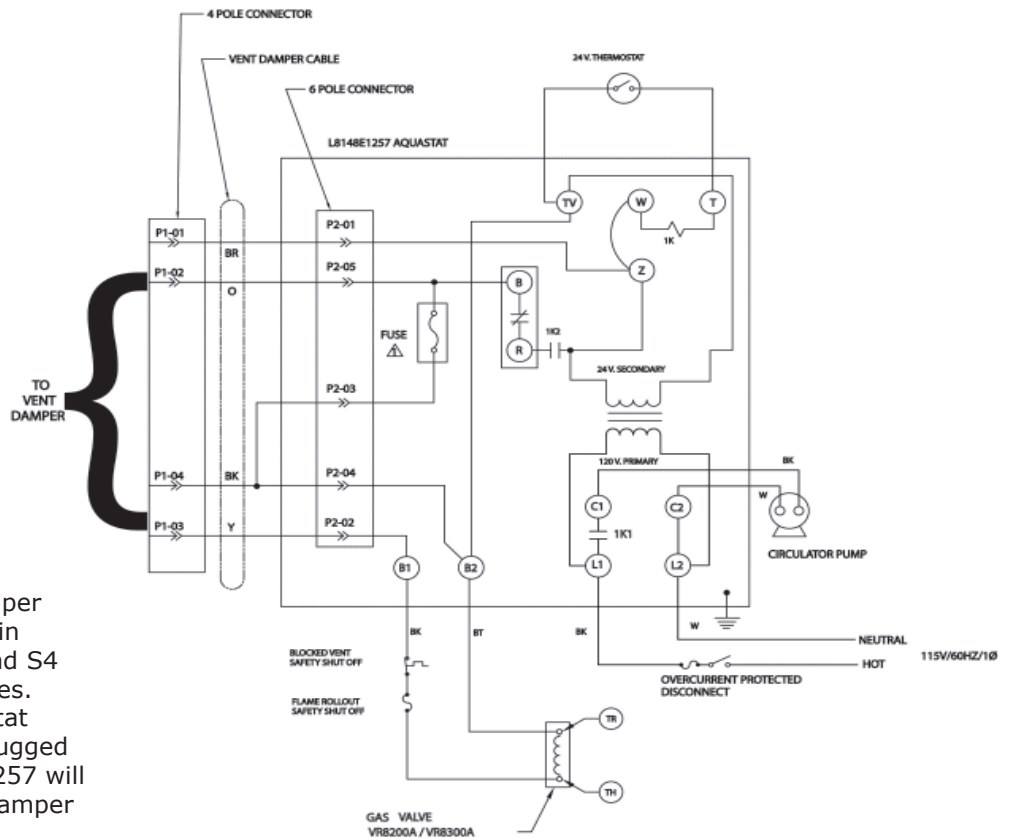 4 POLE CONNECTOR
VENT DAMPER CABLE
6 POLE CONNECTOR
24 V. THERMOSTAT
L8148E1257 AQUASTAT
TV
W
T
1K
Z
P1-01
BR
P2-01
P1-02
O
P2-05
B
FUSE
R
1K2
24 V. SECONDARY
P2-03
TO
VENT
DAMPER
120 V. PRIMARY
BK
W
P1-04
BK
P2-04
C1
C2
1K1
CIRCULATOR PUMP
P1-03
Y
P2-02
B1
B2
L1
L2
BK
BT
BK
W
NEUTRAL
HOT
115V/60HZ/1Ø
OVERCURRENT PROTECTED
DISCONNECT
BLOCKED VENT
SAFETY SHUT OFF
FLAME ROLLOUT
SAFETY SHUT OFF
TR
TH
GAS VALVE
VR8200A / VR8300A
per
in
nd S4
es.
tat
ugged
257 will
amper